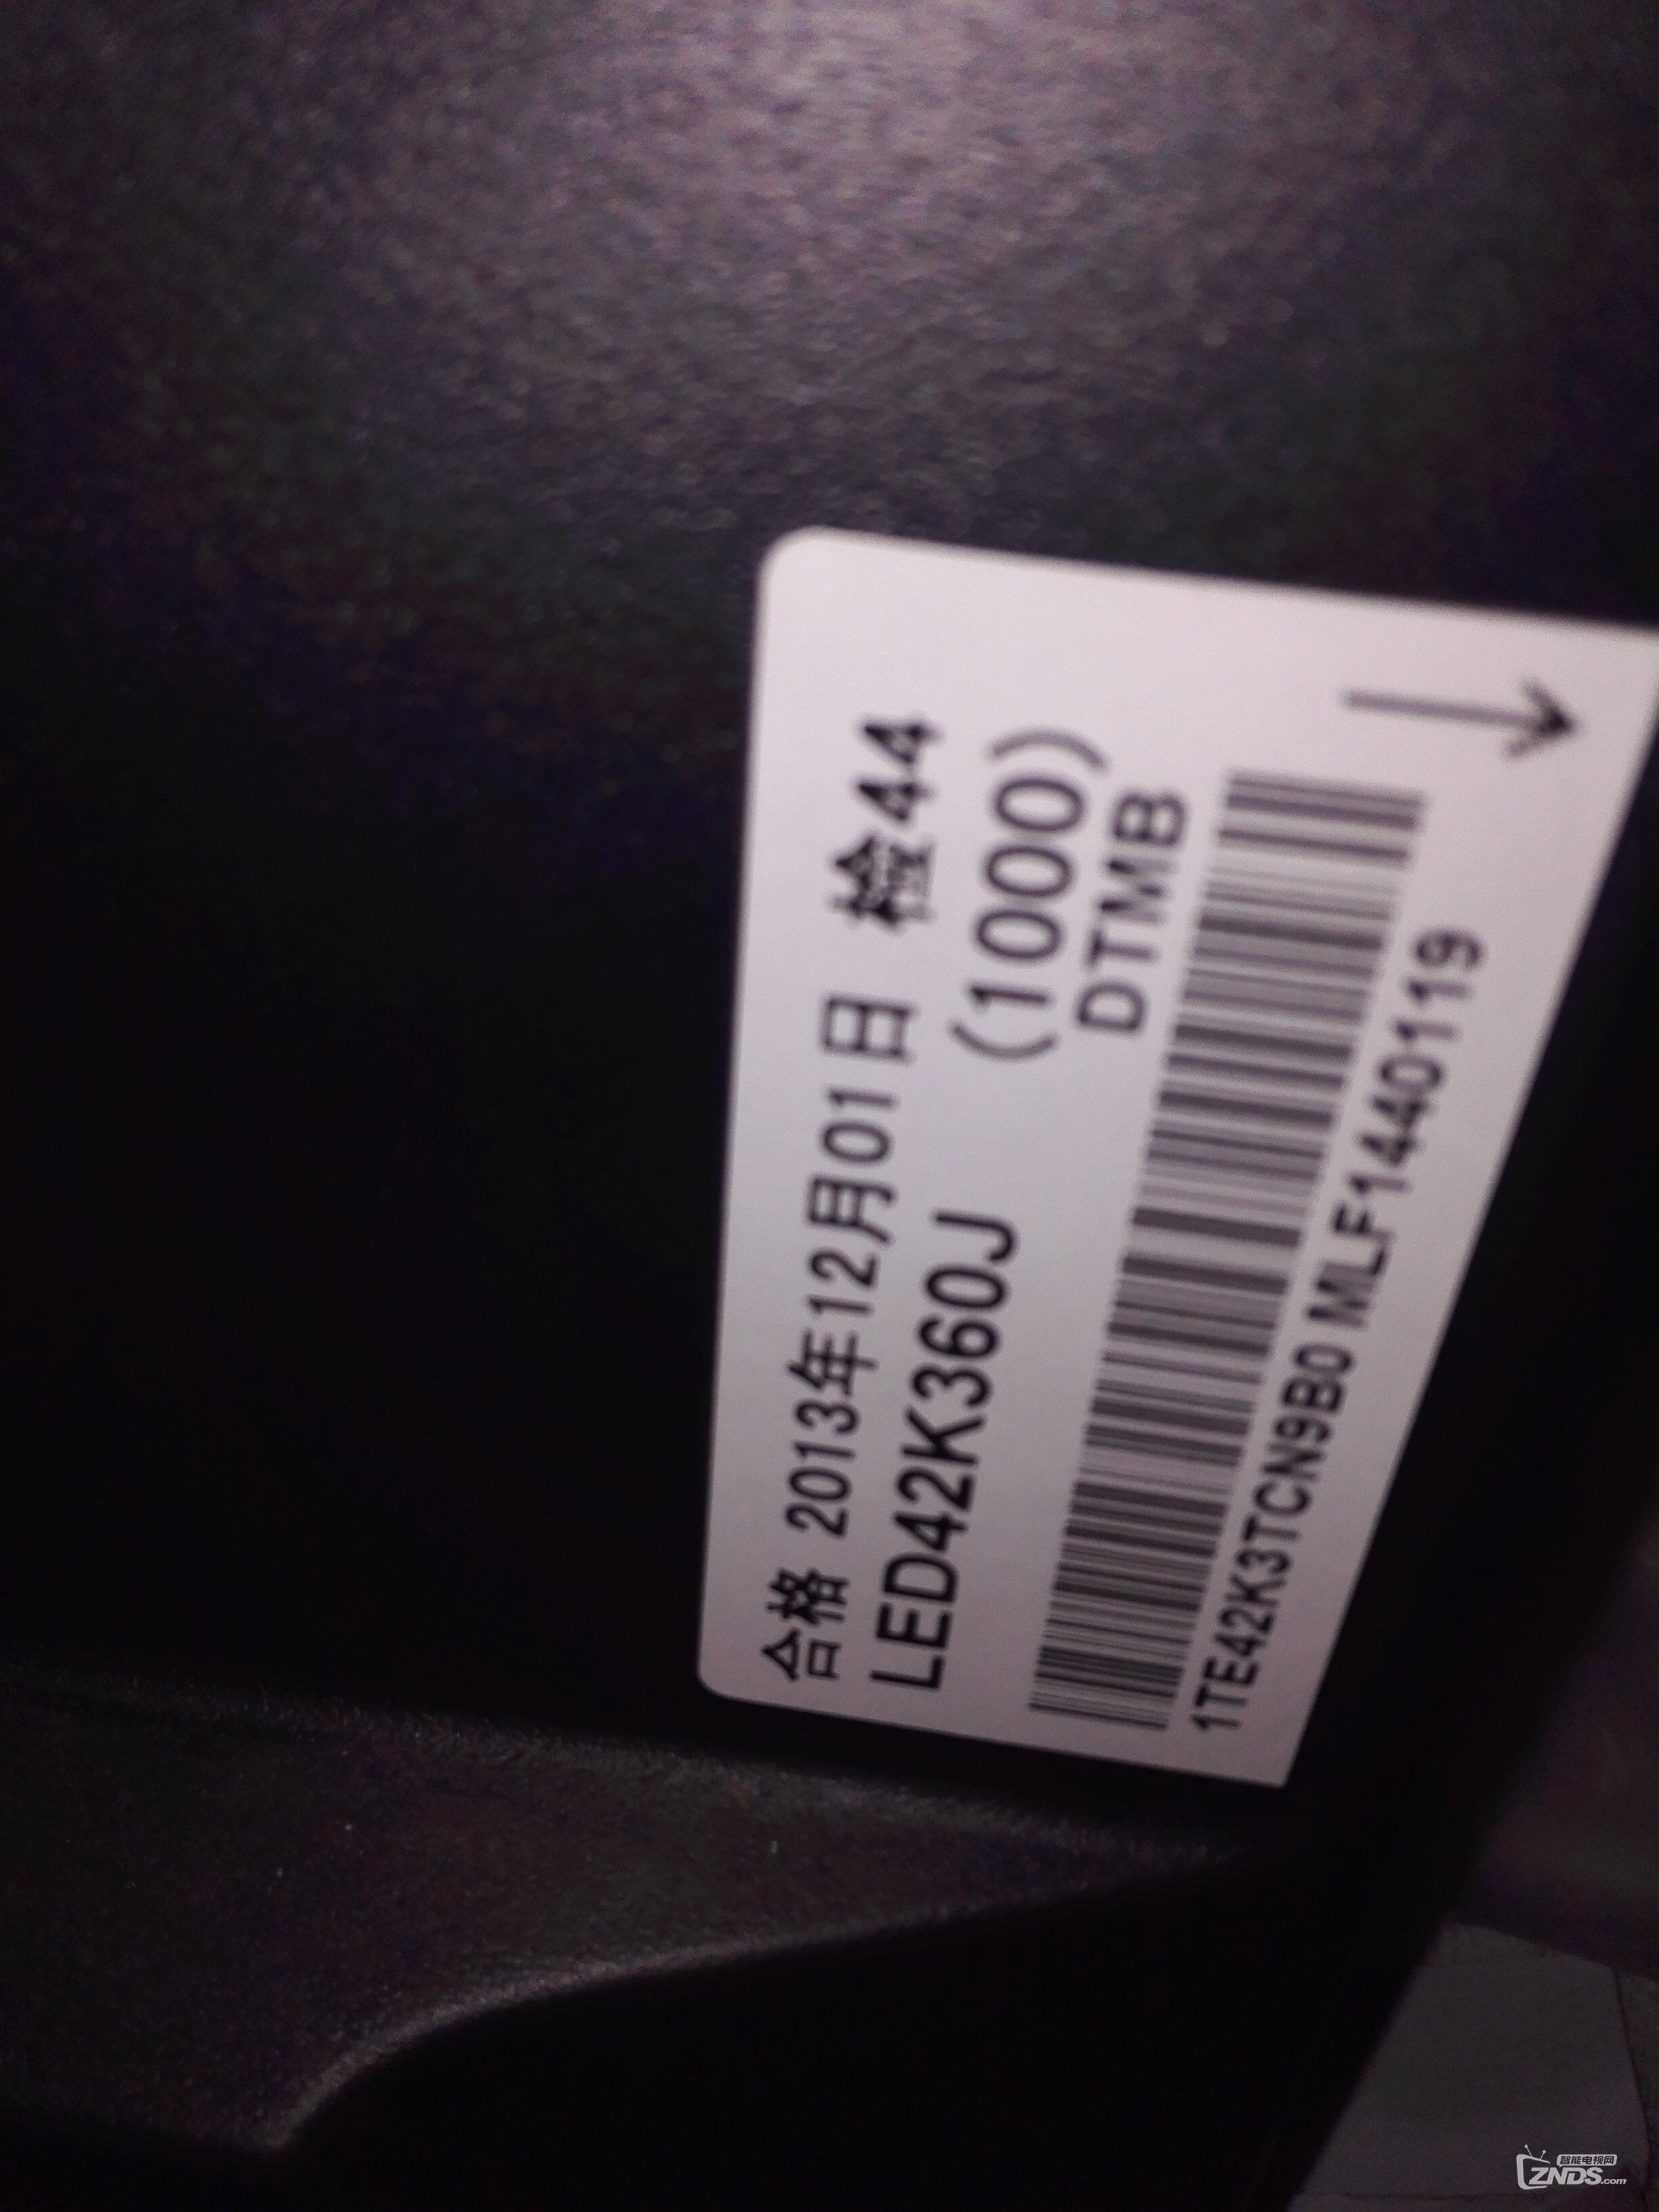 合格 2013年12月01日 检44
LED42K360J (1000)
DTMB
1TE42K3TCN9B0 MLF1440119
智能电视网
ZNDS.com